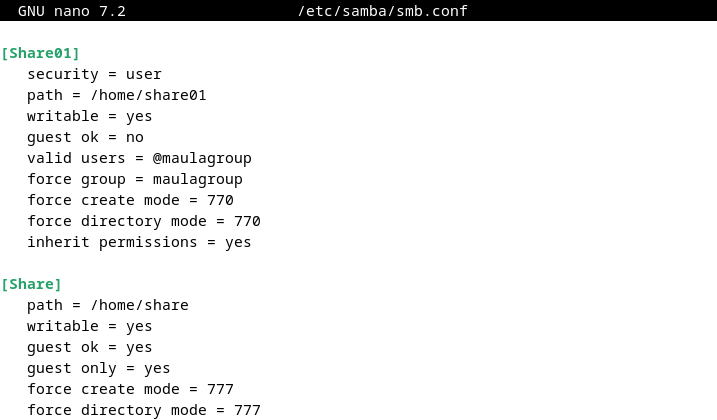 GNU nano 7.2 /etc/samba/smb.conf
[Share01]
security = user
path = /home/share01
writable = yes
guest ok = no
valid users = @maulagroup
force group = maulagroup
force create mode = 770
force directory mode = 770
inherit permissions = yes
[Share]
path = /home/share
writable = yes
guest ok = yes
guest only = yes
force create mode = 777
force directory mode = 777